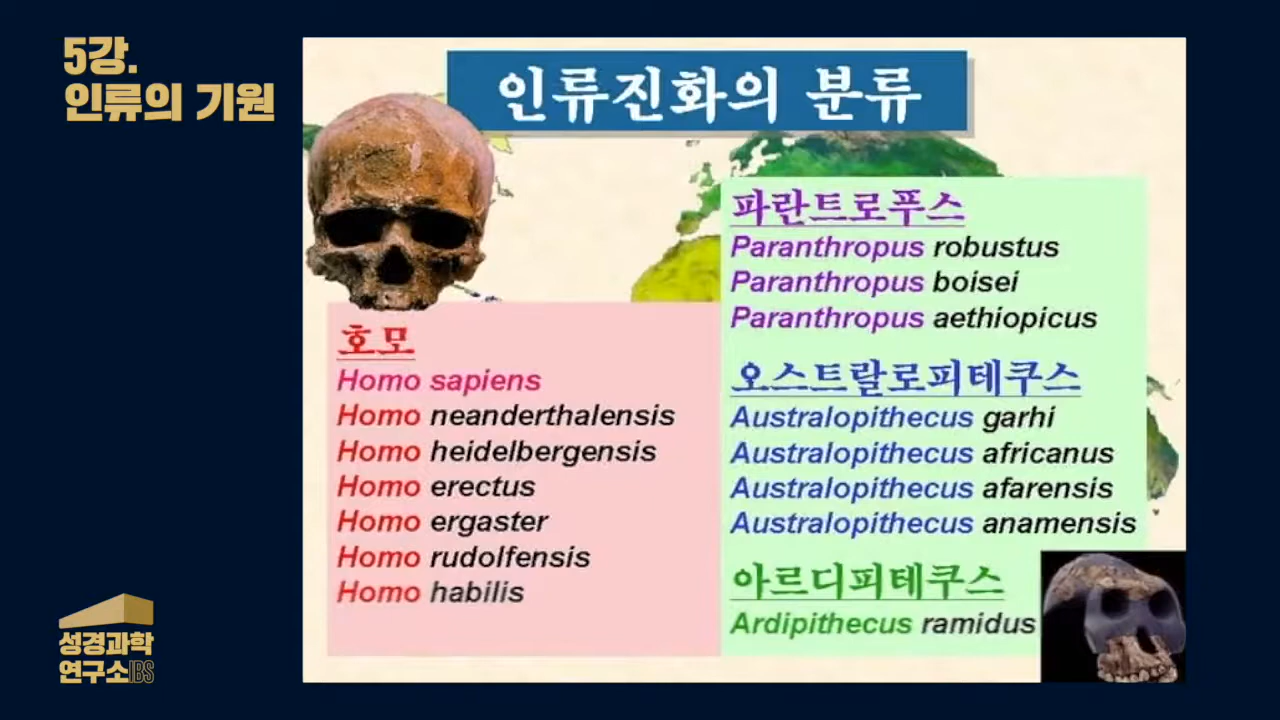 5강.
인류의 기원
인류진화의 분류
호모
Homo sapiens
Homo neanderthalensis
Homo heidelbergensis
Homo erectus
Homo ergaster
Homo rudolfensis
Homo habilis
파란트로푸스
Paranthropus robustus
Paranthropus boisei
Paranthropus aethiopicus
오스트랄로피테쿠스
Australopithecus garhi
Australopithecus africanus
Australopithecus afarensis
Australopithecus anamensis
아르디피테쿠스
Ardipithecus ramidus
성경과학
연구소IBS